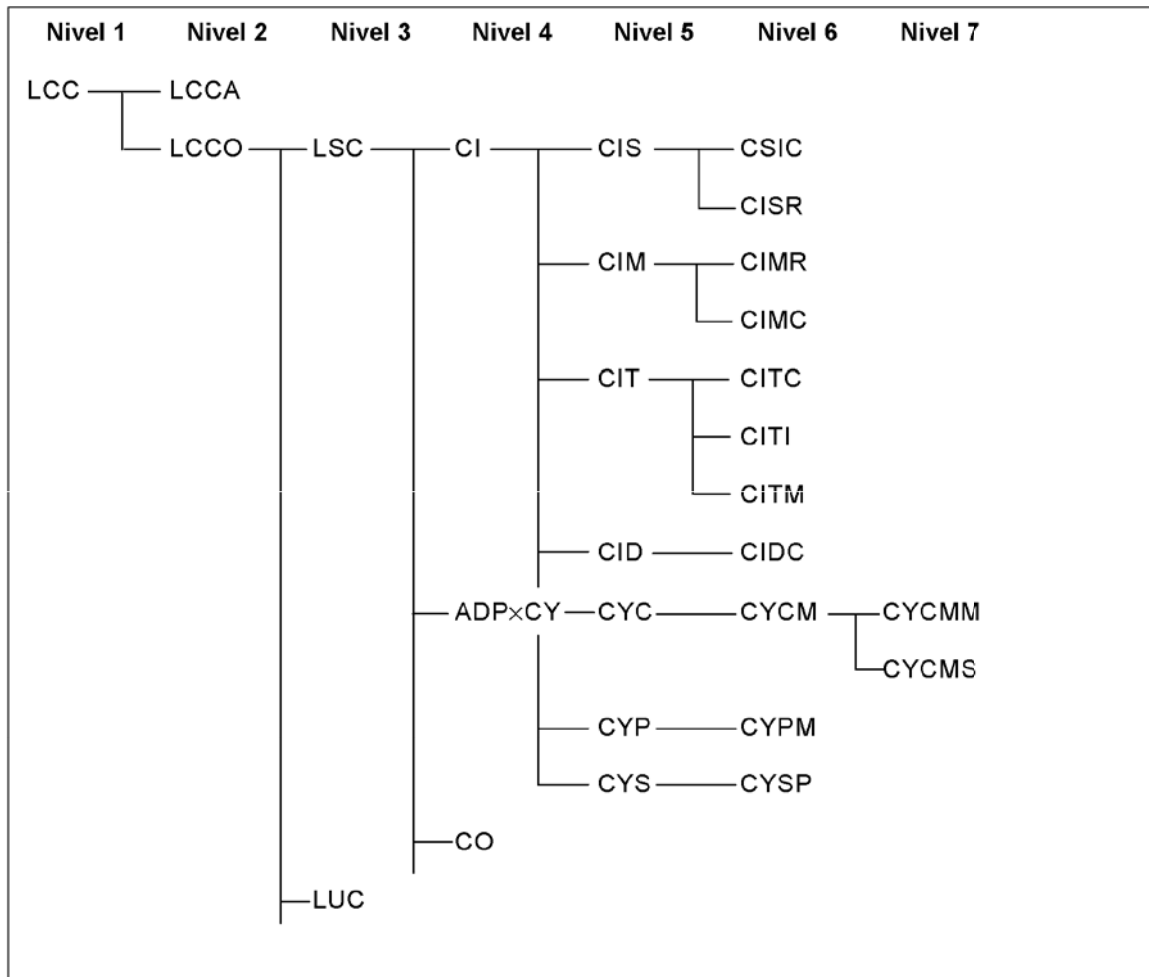 Nivel 1 Nivel 2 Nivel 3 Nivel 4 Nivel 5 Nivel 6 Nivel 7
LCC LCCA
LCCO LSC CI CIS CSIC
CISR
CIM CIMR
CIMC
CIT CITC
CITI
CITM
CID CIDC
ADP×CY CYC CYCM CYCMM
CYCMS
CYP CYPM
CYS CYSP
CO
LUC